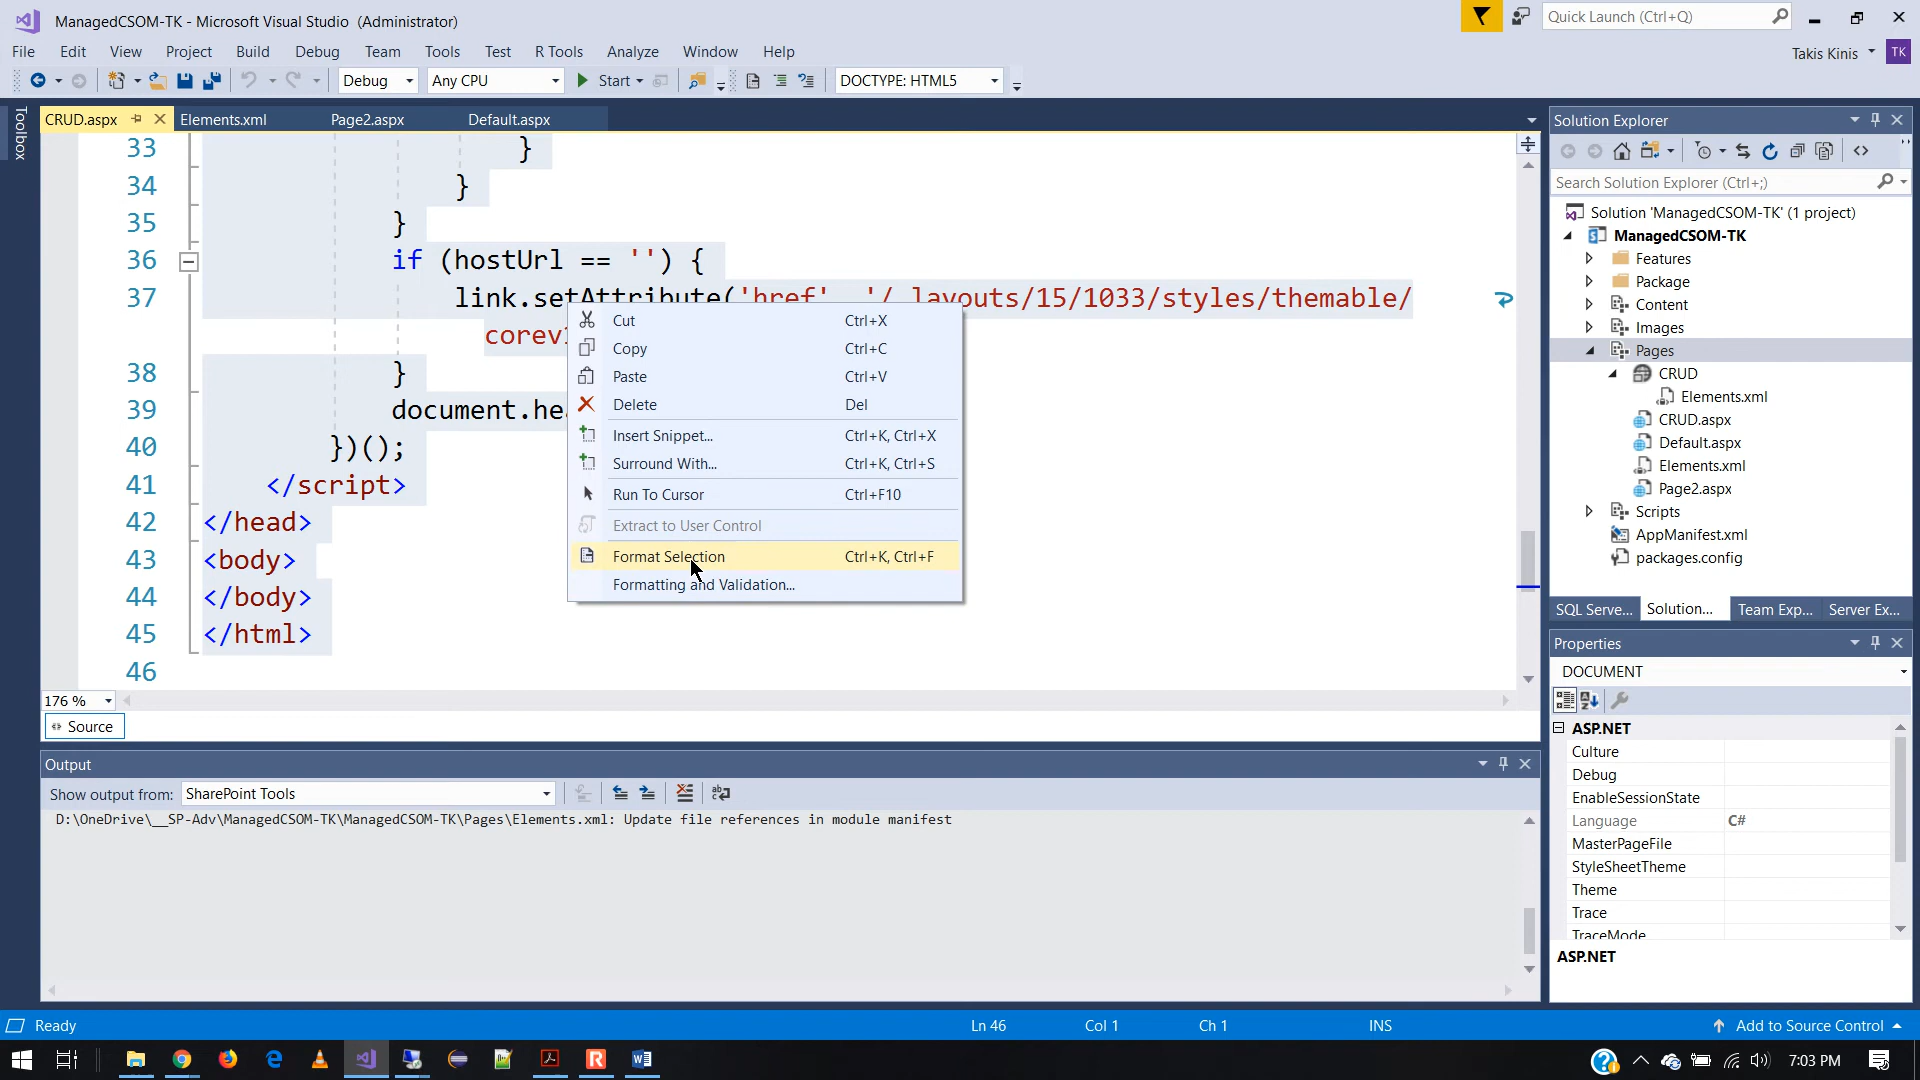 ManagedCSOM-TK - Microsoft Visual Studio (Administrator)
Quick Launch (Ctrl+Q)
File Edit View Project Build Debug Team Tools Test R Tools Analyze Window Help
Takis Kinis TK
Debug Any CPU Start DOCTYPE: HTML5
Toolbox
CRUD.aspx Elements.xml Page2.aspx Default.aspx
33 }
34 }
35 }
36 if (hostUrl == '') {
37 link.setAttribute('href', '/_layouts/15/1033/styles/themable/
38 }
39
40 })();
41 </script>
42 </head>
43 <body>
44 </body>
45 </html>
46
176 %
Source
Cut Ctrl+X
Copy Ctrl+C
Paste Ctrl+V
Delete Del
Insert Snippet... Ctrl+K, Ctrl+X
Surround With... Ctrl+K, Ctrl+S
Run To Cursor Ctrl+F10
Extract to User Control
Format Selection Ctrl+K, Ctrl+F
Formatting and Validation...
Output
Show output from: SharePoint Tools
D:\OneDrive\__SP-Adv\ManagedCSOM-TK\ManagedCSOM-TK\Pages\Elements.xml: Update file references in module manifest
Solution Explorer
Search Solution Explorer (Ctrl+;)
Solution 'ManagedCSOM-TK' (1 project)
ManagedCSOM-TK
Features
Package
Content
Images
Pages
CRUD
Elements.xml
CRUD.aspx
Default.aspx
Elements.xml
Page2.aspx
Scripts
AppManifest.xml
packages.config
SQL Serve... Solution... Team Exp... Server Ex...
Properties
DOCUMENT
ASP.NET
Culture
Debug
EnableSessionState
Language C#
MasterPageFile
StyleSheetTheme
Theme
Trace
TraceMode
ASP.NET
Ready Ln 46 Col 1 Ch 1 INS Add to Source Control
7:03 PM